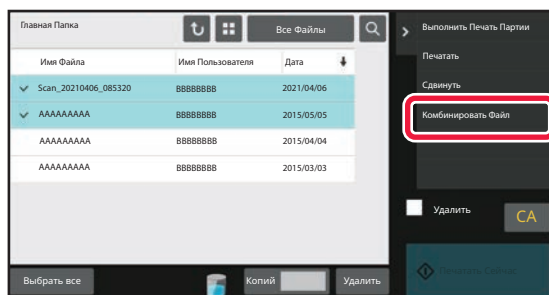 Главная Папка
Все Файлы
Имя Файла Имя Пользователя Дата
Scan_20210406_085320 BBBBBBBB 2021/04/06
AAAAAAAAA BBBBBBBB 2015/05/05
AAAAAAAAA BBBBBBBB 2015/04/04
AAAAAAAAA BBBBBBBB 2015/03/03
Выбрать все
Копий
Удалить
Выполнить Печать Партии
Печатать
Сдвинуть
Комбинировать Файл
Удалить
CA
Печатать Сейчас